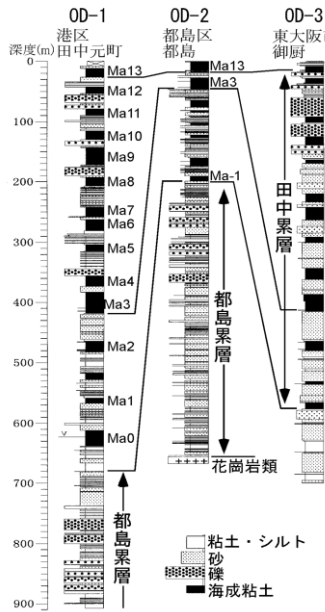 OD-1
OD-2
OD-3
港区
田中元町
都島区
都島
東大阪市
御厨
深度(m)
0
100
200
300
400
500
600
700
800
900
Ma13
Ma12
Ma11
Ma10
Ma9
Ma8
Ma7
Ma6
Ma5
Ma4
Ma3
Ma2
Ma1
Ma0
Ma13
Ma3
Ma-1
都島累層
都島累層
田中累層
花崗岩類
粘土・シルト
砂
礫
海成粘土